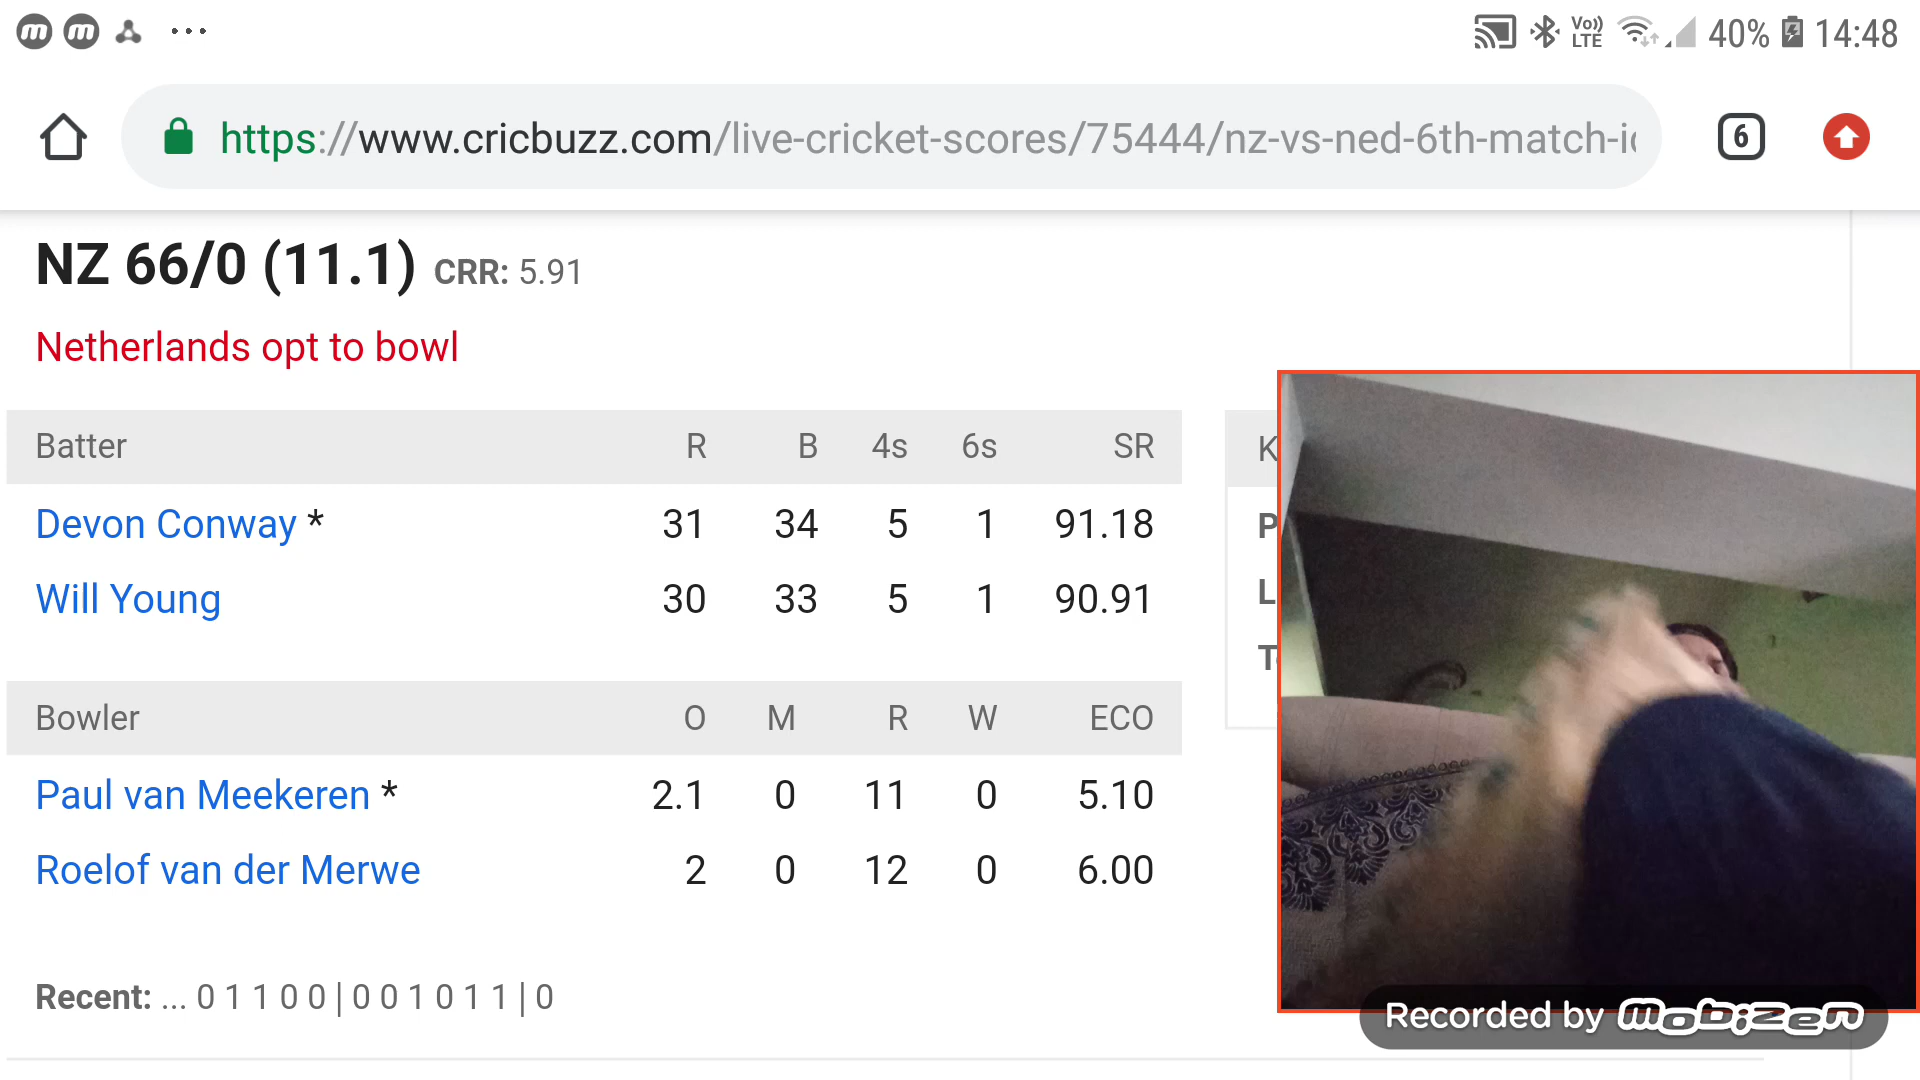 40% 14:48
Vo)) LTE
https://www.cricbuzz.com/live-cricket-scores/75444/nz-vs-ned-6th-match-ic
6
NZ 66/0 (11.1) CRR: 5.91
Netherlands opt to bowl
Batter R B 4s 6s SR
Devon Conway * 31 34 5 1 91.18
Will Young 30 33 5 1 90.91
Bowler O M R W ECO
Paul van Meekeren * 2.1 0 11 0 5.10
Roelof van der Merwe 2 0 12 0 6.00
Recent: ... 0 1 1 0 0 | 0 0 1 0 1 1 | 0
K
P
L
T
Recorded by mobizen